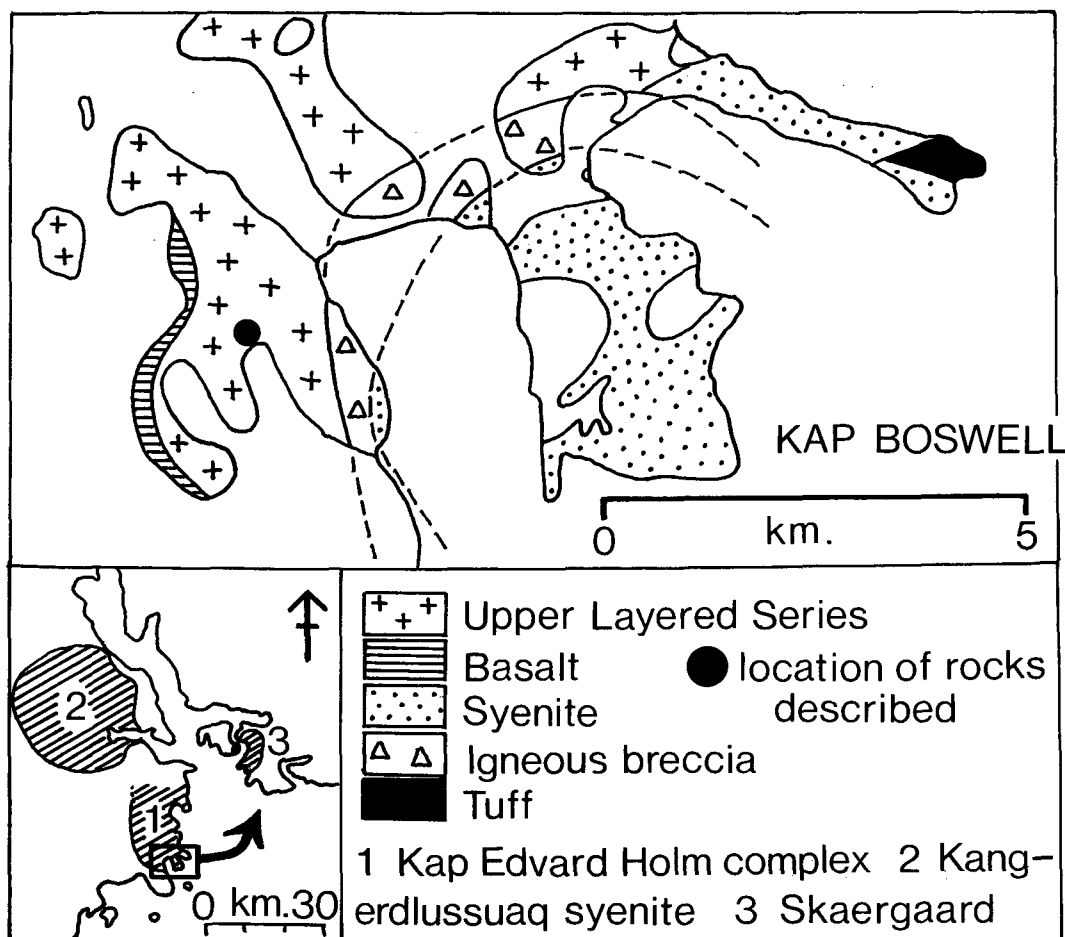 KAP BOSWELL
km.
0 5
2
3
1
0 km.30
Upper Layered Series
Basalt
location of rocks
described
Syenite
Igneous breccia
Tuff
1 Kap Edvard Holm complex 2 Kang-
erdlussuaq syenite 3 Skaergaard